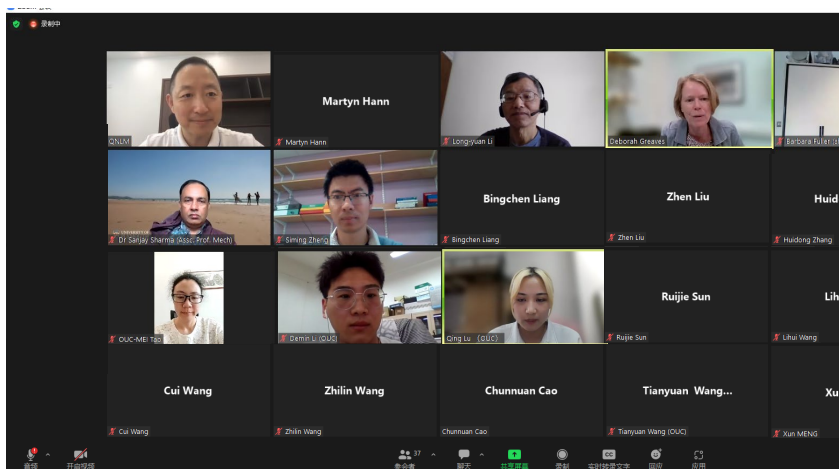 录制中
QNLM
Martyn Hann
Martyn Hann
Long-yuan Li
Deborah Greaves
Barbara Fuller
Dr Sanjay Sharma (Assc. Prof. Mech)
Siming Zheng
Bingchen Liang
Bingchen Liang
Zhen Liu
Zhen Liu
Huid
Huidong Zhang
OUC-MEI Tao
Demin Li (OUC)
Qing Lu （OUC）
Ruijie Sun
Ruijie Sun
Lih
Lihui Wang
Cui Wang
Cui Wang
Zhilin Wang
Zhilin Wang
Chunnuan Cao
Chunnuan Cao
Tianyuan Wang...
Tianyuan Wang (OUC)
Xu
Xun MENG
音频
开启视频
37
参会者
聊天
共享屏幕
录制
CC
实时转录文字
回应
应用